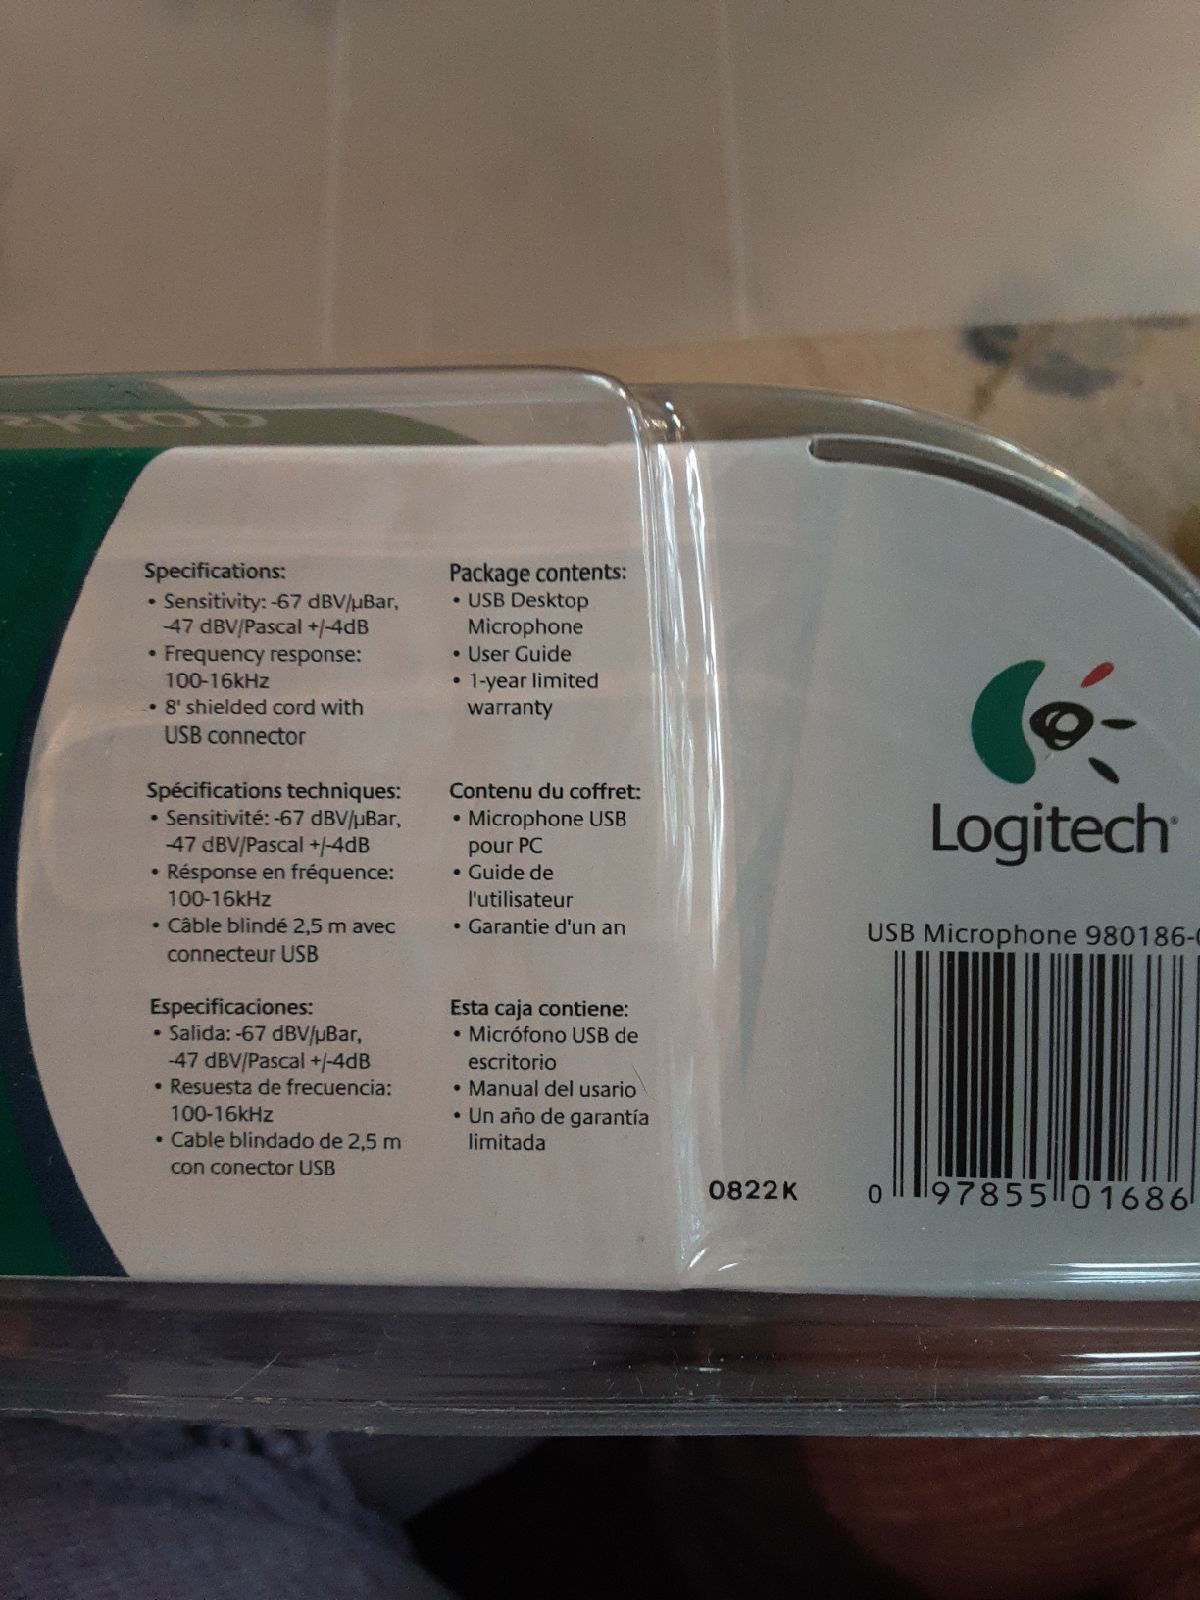 Specifications:
• Sensitivity: -67 dBV/µBar,
-47 dBV/Pascal +/-4dB
• Frequency response:
100-16kHz
• 8' shielded cord with
USB connector
Package contents:
• USB Desktop
Microphone
• User Guide
• 1-year limited
warranty
Spécifications techniques:
• Sensitivité: -67 dBV/µBar,
-47 dBV/Pascal +/-4dB
• Résponse en fréquence:
100-16kHz
• Câble blindé 2,5 m avec
connecteur USB
Contenu du coffret:
• Microphone USB
pour PC
• Guide de
l'utilisateur
• Garantie d'un an
Especificaciones:
• Salida: -67 dBV/µBar,
-47 dBV/Pascal +/-4dB
• Resuesta de frecuencia:
100-16kHz
• Cable blindado de 2,5 m
con conector USB
Esta caja contiene:
• Micrófono USB de
escritorio
• Manual del usario
• Un año de garantía
limitada
Logitech
USB Microphone 980186-
0822K
0 97855 01686